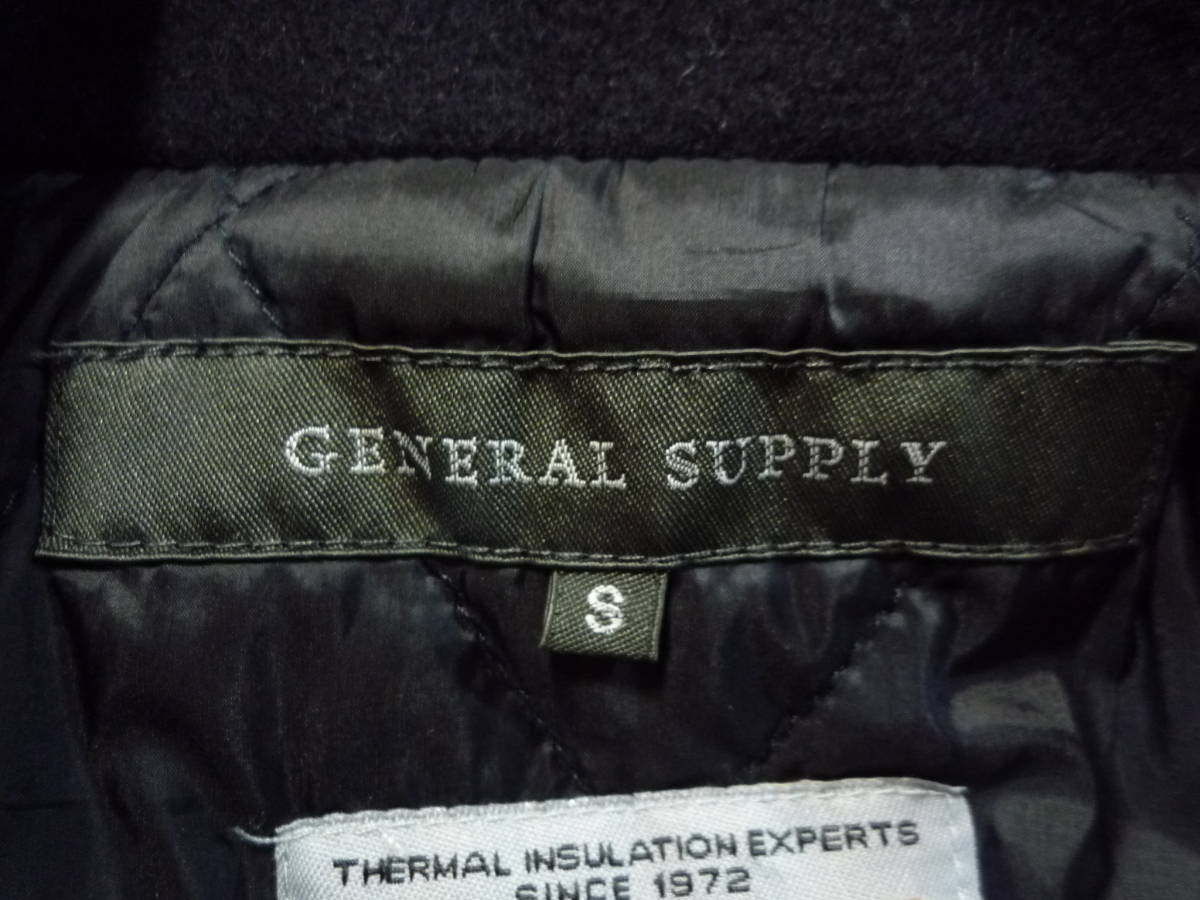 GENERAL SUPPLY
S
THERMAL INSULATION EXPERTS
SINCE 1972